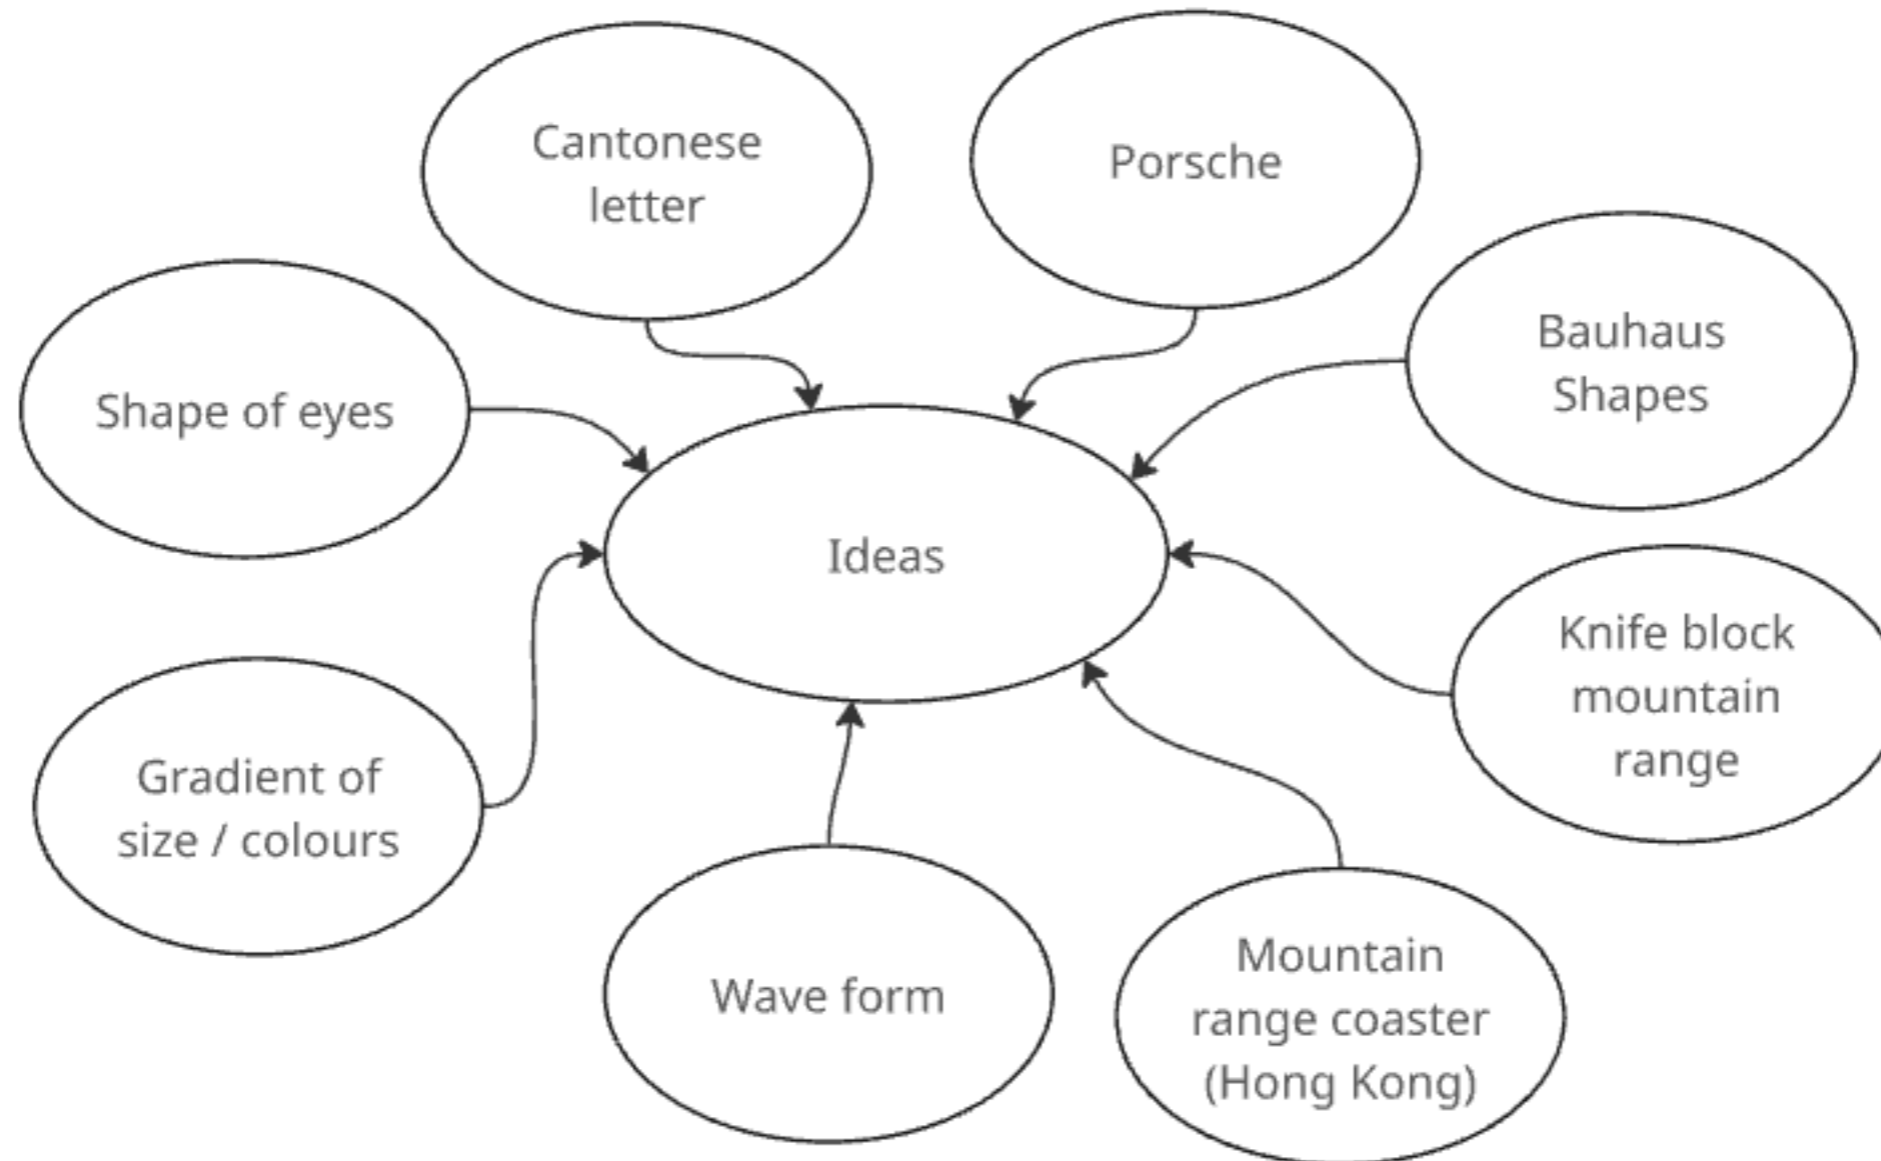 Cantonese
letter
Porsche
Bauhaus
Shapes
Shape of eyes
Ideas
Knife block
mountain
range
Gradient of
size / colours
Wave form
Mountain
range coaster
(Hong Kong)